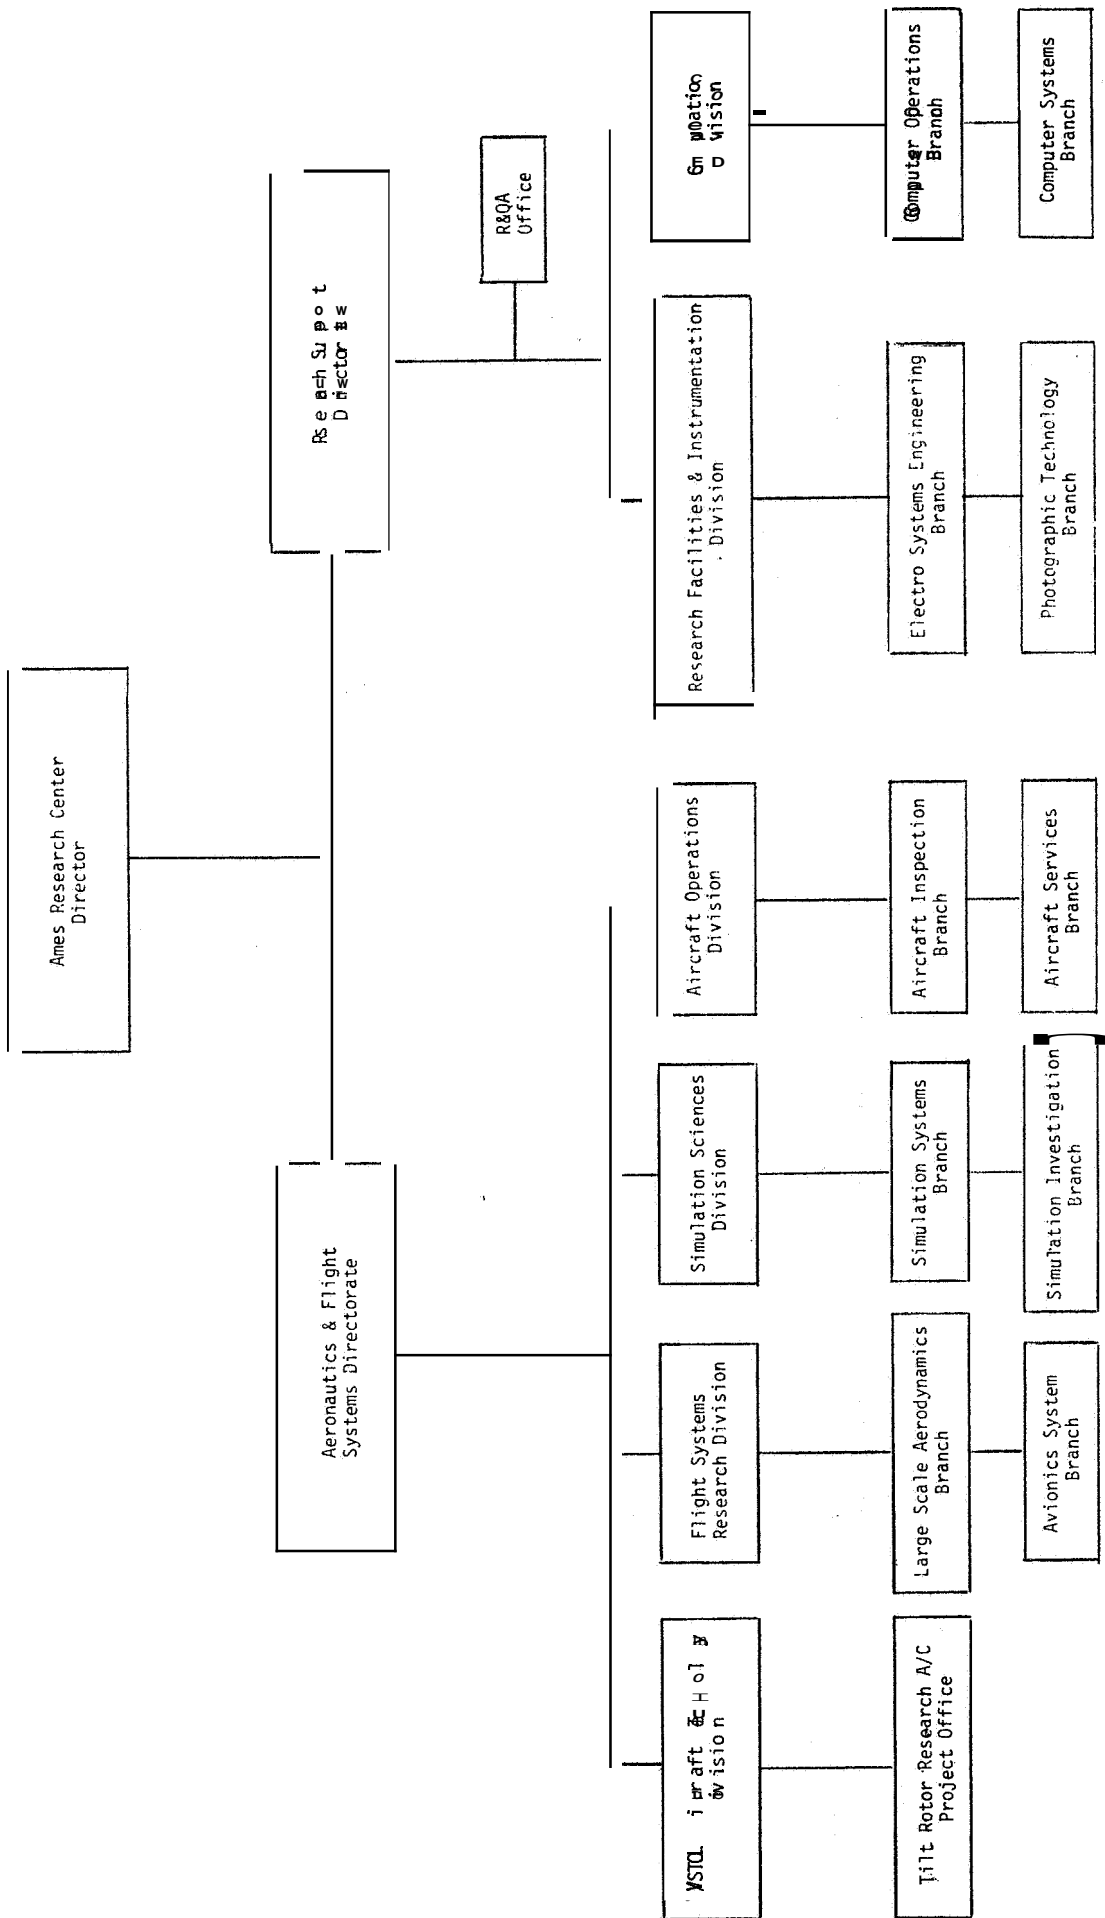 Ames Research Center
Director
Aeronautics & Flight
Systems Directorate
Directorate
R&QA
Office
Division
Flight Systems
Research Division
Simulation Sciences
Division
Aircraft Operations
Division
Research Facilities & Instrumentation
Division
Division
Tilt Rotor Research A/C
Project Office
Large Scale Aerodynamics
Branch
Simulation Systems
Branch
Aircraft Inspection
Branch
Electro Systems Engineering
Branch
Computer Operations
Branch
Avionics System
Branch
Simulation Investigation
Branch
Aircraft Services
Branch
Photographic Technology
Branch
Computer Systems
Branch